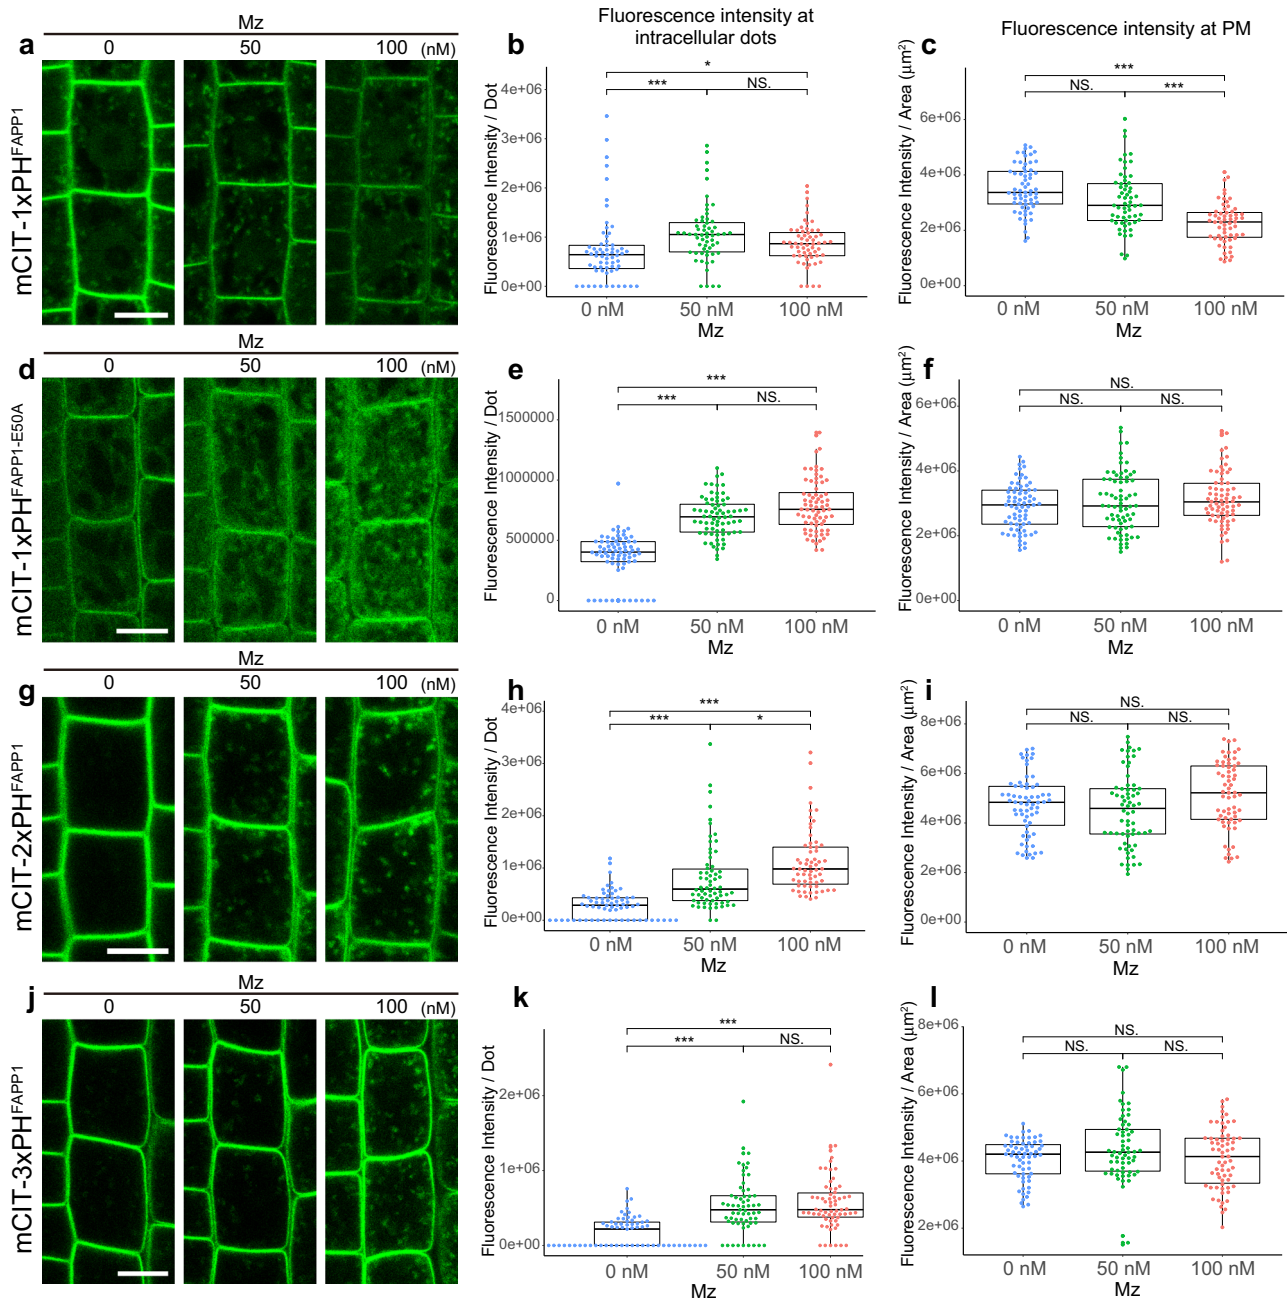 Mz
a 0 50 100 (nM)
mCIT-1xPH^FAPP1
Fluorescence intensity at
intracellular dots
b
* 
*** NS.
Fluorescence Intensity / Dot
4e+06
3e+06
2e+06
1e+06
0e+00
0 nM 50 nM 100 nM
Mz
Fluorescence intensity at PM
c
***
NS. ***
Fluorescence Intensity / Area (μm²)
6e+06
4e+06
2e+06
0e+00
0 nM 50 nM 100 nM
Mz
Mz
d 0 50 100 (nM)
mCIT-1xPH^FAPP1-E50A
e
***
*** NS.
Fluorescence Intensity / Dot
1500000
1000000
500000
0
0 nM 50 nM 100 nM
Mz
f
NS.
NS. NS.
Fluorescence Intensity / Area (μm²)
6e+06
4e+06
2e+06
0e+00
0 nM 50 nM 100 nM
Mz
Mz
g 0 50 100 (nM)
mCIT-2xPH^FAPP1
h
***
*** *
Fluorescence Intensity / Dot
4e+06
3e+06
2e+06
1e+06
0e+00
0 nM 50 nM 100 nM
Mz
i
NS.
NS. NS.
Fluorescence Intensity / Area (μm²)
8e+06
6e+06
4e+06
2e+06
0e+00
0 nM 50 nM 100 nM
Mz
Mz
j 0 50 100 (nM)
mCIT-3xPH^FAPP1
k
***
*** NS.
Fluorescence Intensity / Dot
2e+06
1e+06
0e+00
0 nM 50 nM 100 nM
Mz
l
NS.
NS. NS.
Fluorescence Intensity / Area (μm²)
8e+06
6e+06
4e+06
2e+06
0 nM 50 nM 100 nM
Mz